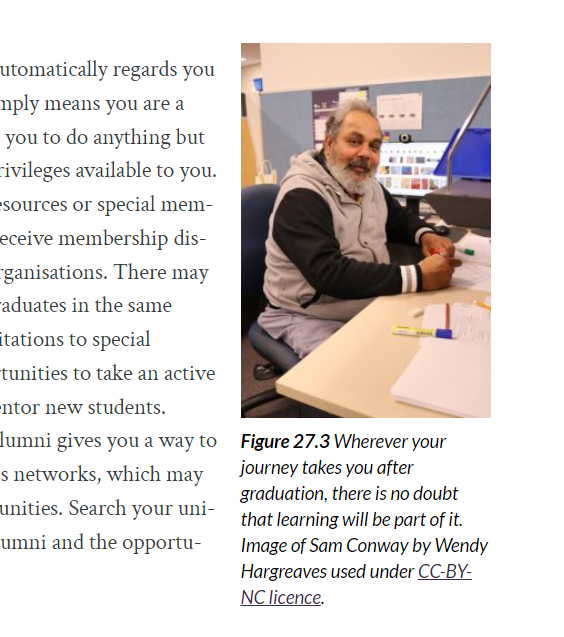 utomatically regards you
mply means you are a
you to do anything but
rivileges available to you.
esources or special mem-
eceive membership dis-
rganisations. There may
raduates in the same
itations to special
tunities to take an active
entor new students.
lumni gives you a way to
s networks, which may
unities. Search your uni-
lumni and the opportu-
Figure 27.3 Wherever your
journey takes you after
graduation, there is no doubt
that learning will be part of it.
Image of Sam Conway by Wendy
Hargreaves used under CC-BY-
NC licence.